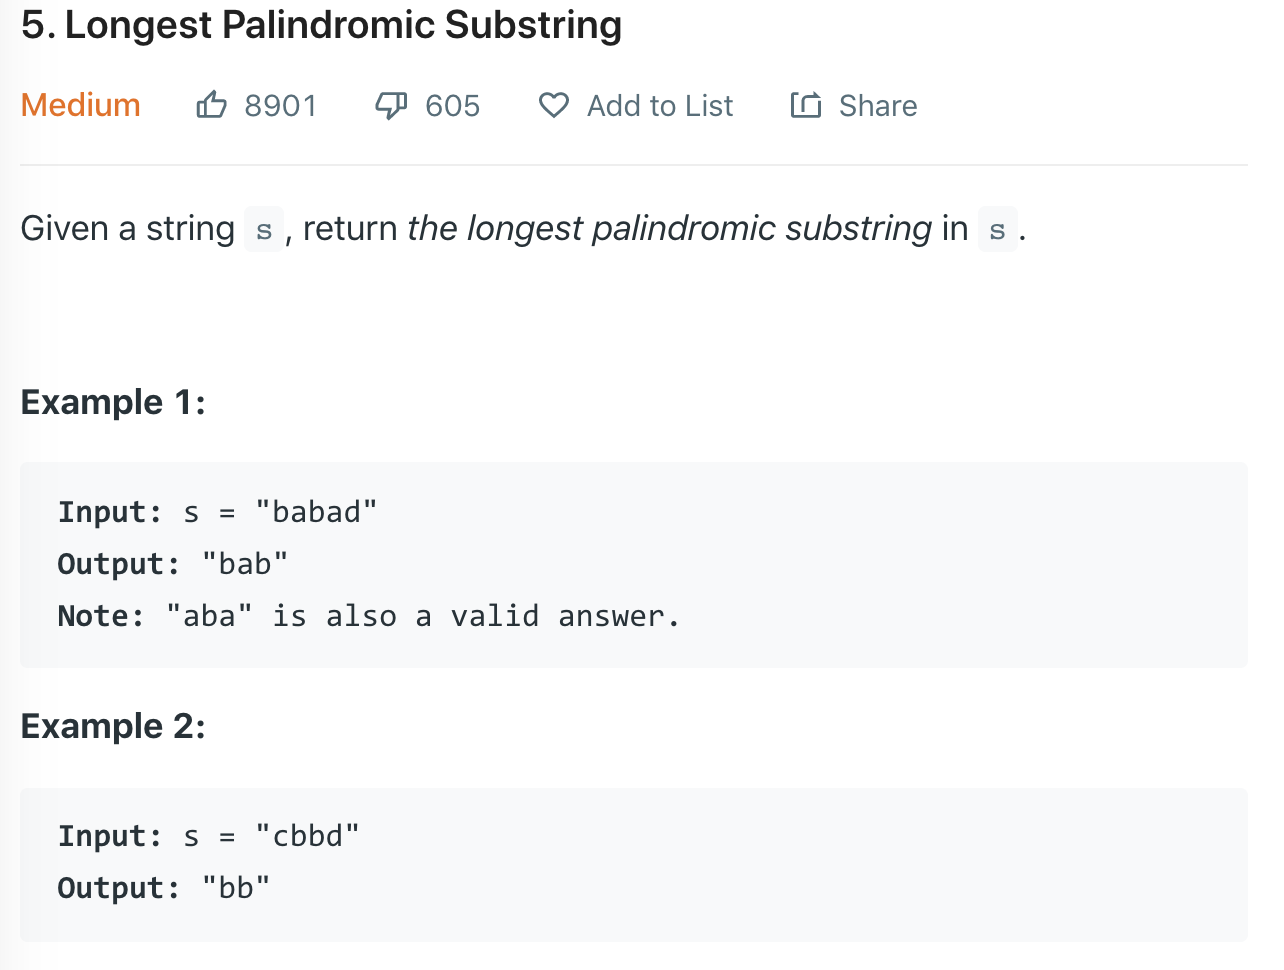 5. Longest Palindromic Substring
Medium 8901 605 Add to List Share
Given a string s, return the longest palindromic substring in s.
Example 1:
Input: s = "babad"
Output: "bab"
Note: "aba" is also a valid answer.
Example 2:
Input: s = "cbbd"
Output: "bb"